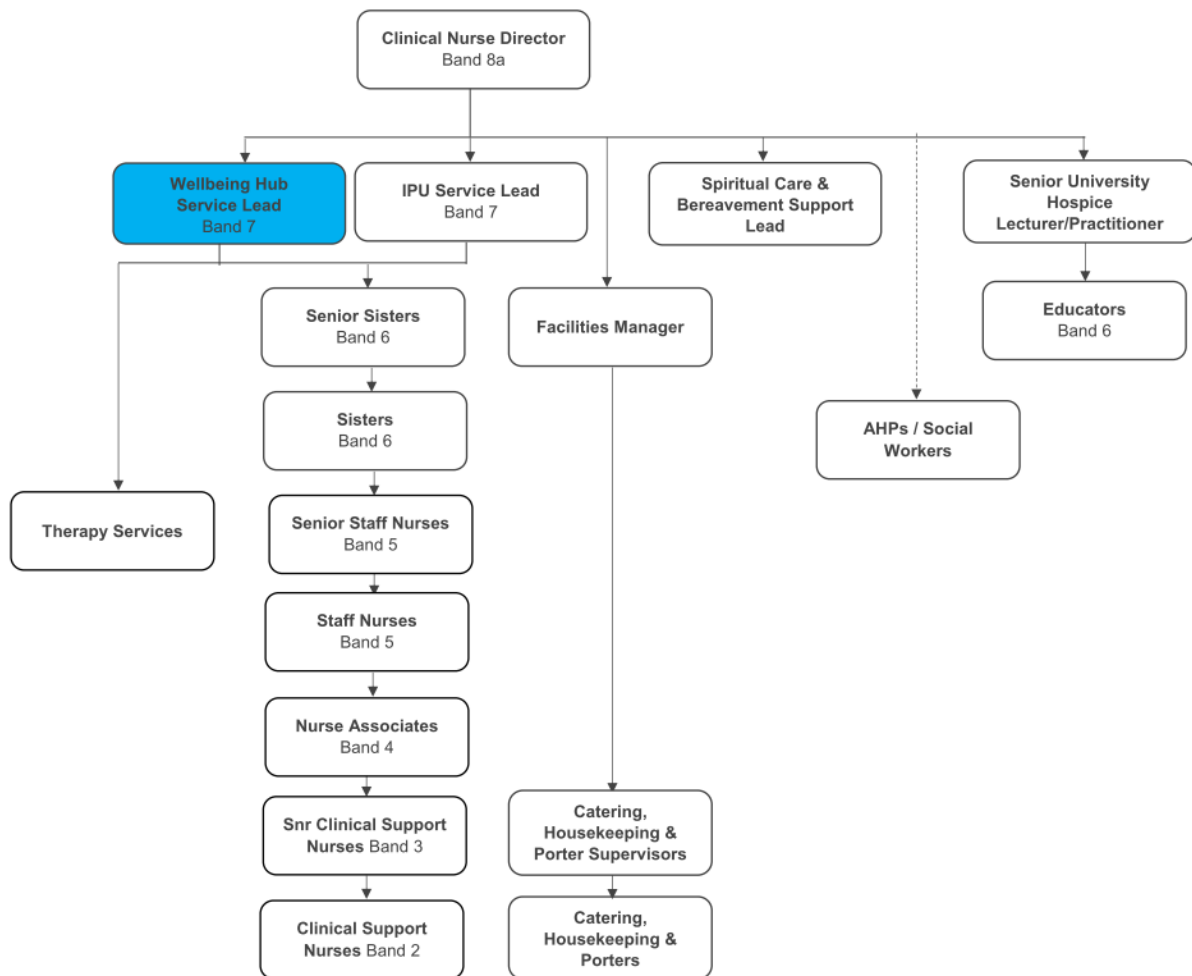 Clinical Nurse Director
Band 8a
Wellbeing Hub
Service Lead
Band 7
IPU Service Lead
Band 7
Spiritual Care &
Bereavement Support
Lead
Senior University
Hospice
Lecturer/Practitioner
Senior Sisters
Band 6
Facilities Manager
Educators
Band 6
Sisters
Band 6
AHPs / Social
Workers
Therapy Services
Senior Staff Nurses
Band 5
Staff Nurses
Band 5
Nurse Associates
Band 4
Snr Clinical Support
Nurses Band 3
Catering,
Housekeeping &
Porter Supervisors
Clinical Support
Nurses Band 2
Catering,
Housekeeping &
Porters